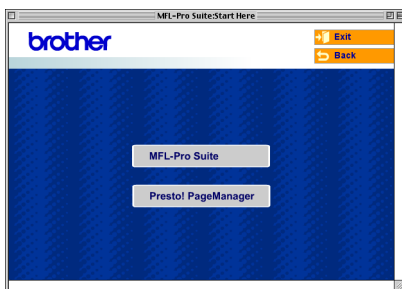 MFL-Pro Suite:Start Here
brother
Exit
Back
MFL-Pro Suite
Presto! PageManager